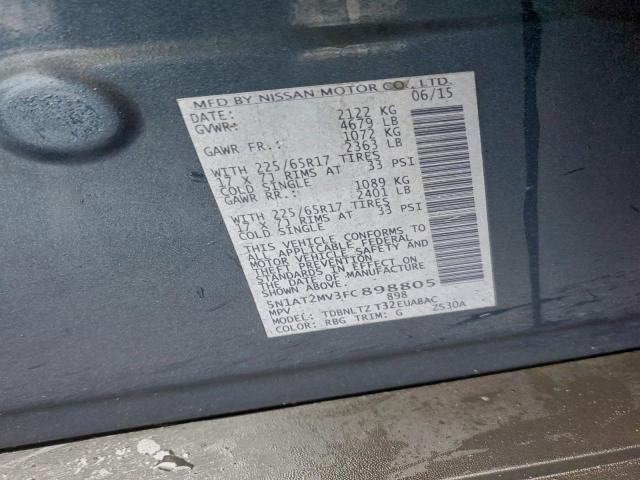 MFD BY NISSAN MOTOR CO., LTD.
DATE: 06/15
GVWR: 2122 KG
4679 LB
GAWR FR.: 1072 KG
2363 LB
WITH 225/65R17 TIRES
17 X 7J RIMS AT 33 PSI
COLD SINGLE
GAWR RR.: 1089 KG
2401 LB
WITH 225/65R17 TIRES
17 X 7J RIMS AT 33 PSI
COLD SINGLE
THIS VEHICLE CONFORMS TO
ALL APPLICABLE FEDERAL
MOTOR VEHICLE SAFETY AND
THEFT PREVENTION
STANDARDS IN EFFECT ON
THE DATE OF MANUFACTURE
SHOWN ABOVE.
5N1AT2MV3FC898805
MPV 898
MODEL: TDBNLTZ T32EUABAC
COLOR: RBG TRIM: G 2530A